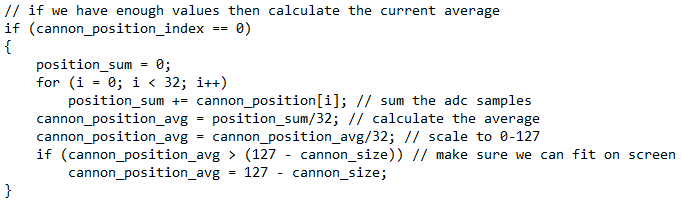 // if we have enough values then calculate the current average
if (cannon_position_index == 0)
{
    position_sum = 0;
    for (i = 0; i < 32; i++)
        position_sum += cannon_position[i]; // sum the adc samples
    cannon_position_avg = position_sum/32; // calculate the average
    cannon_position_avg = cannon_position_avg/32; // scale to 0-127
    if (cannon_position_avg > (127 - cannon_size)) // make sure we can fit on screen
        cannon_position_avg = 127 - cannon_size;
}